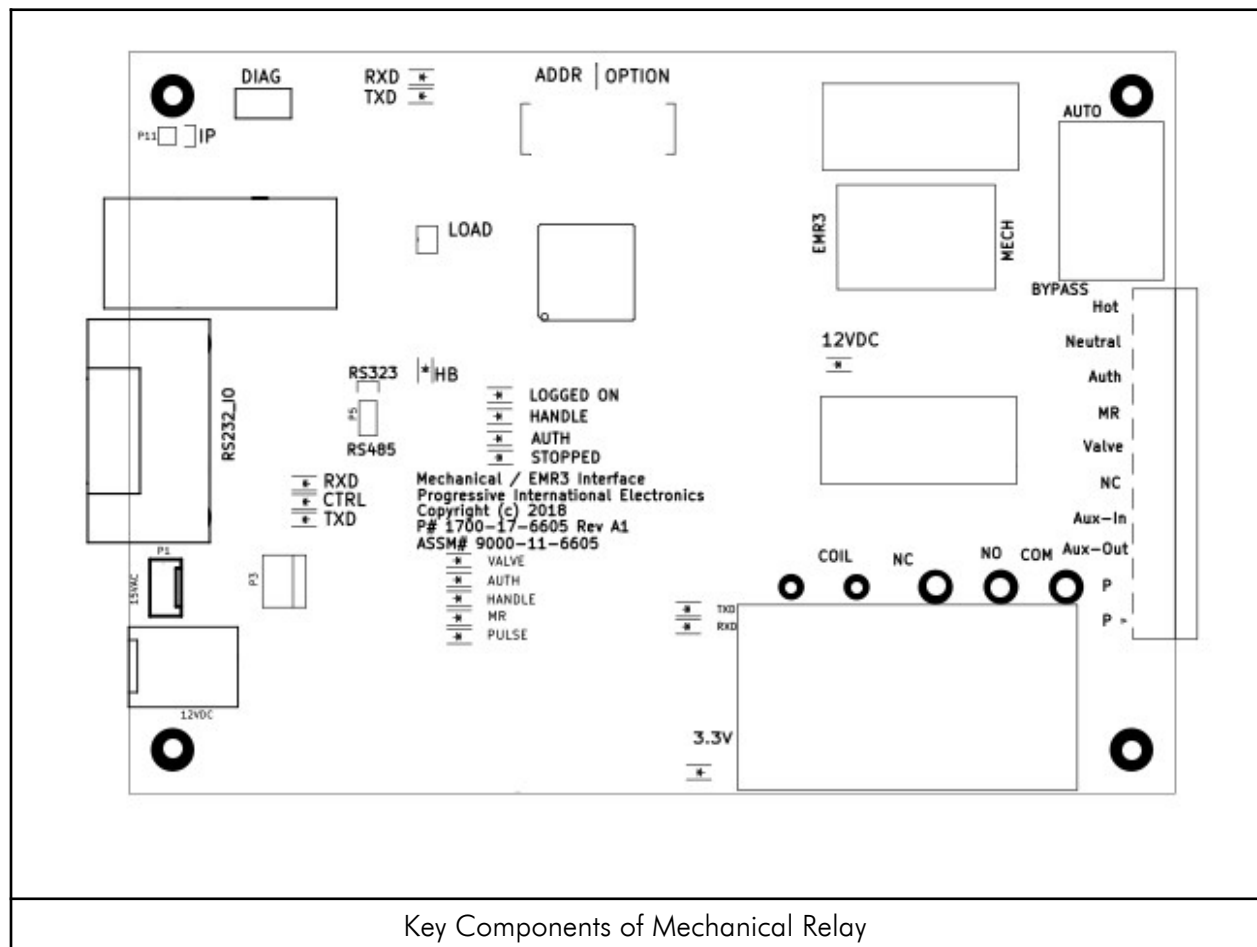 DIAG
RXD
TXD
ADDR | OPTION
AUTO
P11
IP
LOAD
EMR3
MECH
BYPASS
Hot
Neutral
Auth
MR
Valve
NC
Aux-In
Aux-Out
P
P
12VDC
RS232_IO
RS323
P5
RS485
HB
LOGGED ON
HANDLE
AUTH
STOPPED
RXD
CTRL
TXD
Mechanical / EMR3 Interface
Progressive International Electronics
Copyright (c) 2018
P# 1700-17-6605 Rev A1
ASSM# 9000-11-6605
VALVE
AUTH
HANDLE
MR
PULSE
P1
15VAC
P3
12VDC
COIL
NC
NO
COM
TXD
RXD
3.3V
Key Components of Mechanical Relay